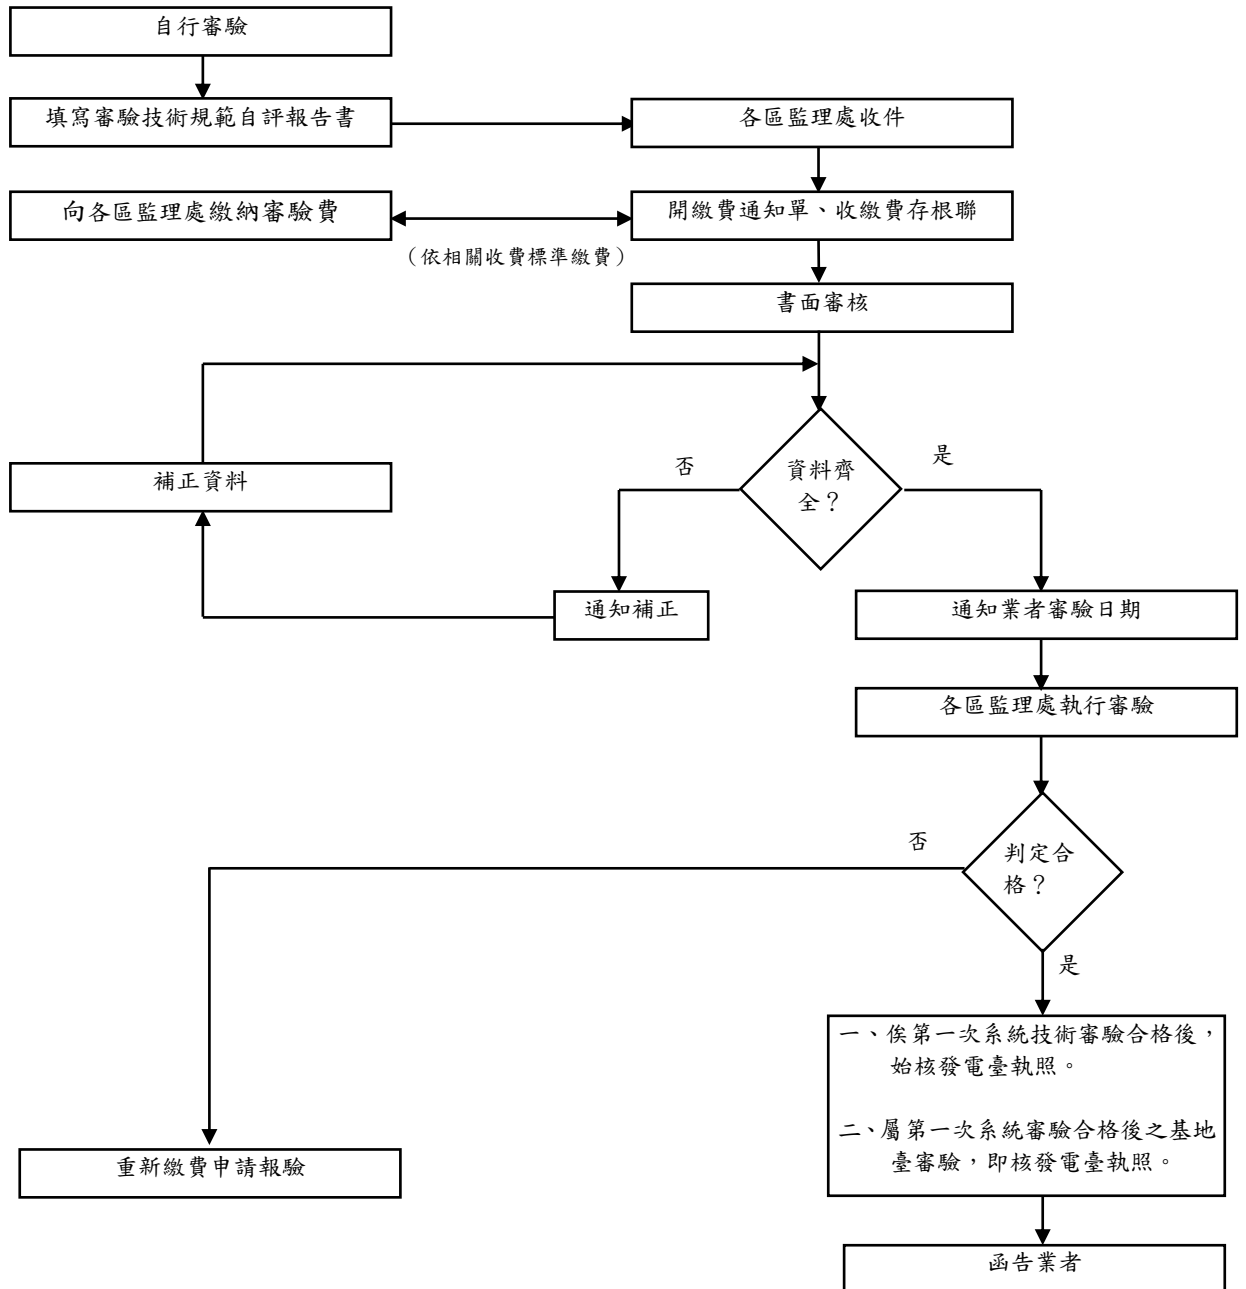 自行審驗
填寫審驗技術規範自評報告書
各區監理處收件
向各區監理處繳納審驗費
開繳費通知單、收繳費存根聯
（依相關收費標準繳費）
書面審核
補正資料
否
資料齊
全？
是
通知補正
通知業者審驗日期
各區監理處執行審驗
否
判定合
格？
是
一、俟第一次系統技術審驗合格後，
始核發電臺執照。
二、屬第一次系統審驗合格後之基地
臺審驗，即核發電臺執照。
重新繳費申請報驗
函告業者